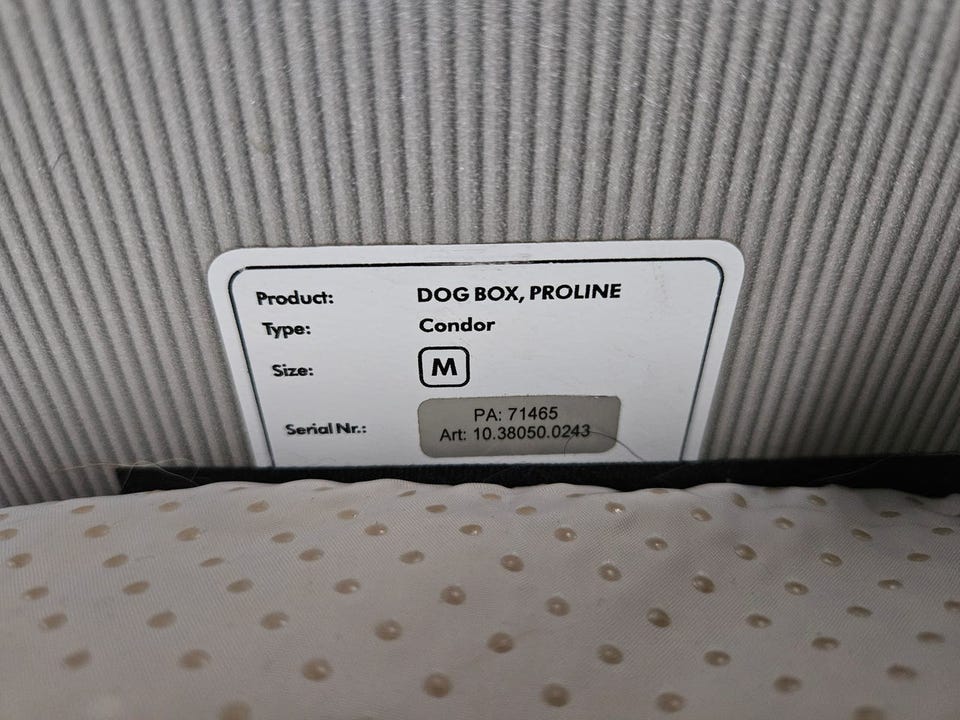 Product: DOG BOX, PROLINE
Type: Condor
Size: M
Serial Nr.: PA: 71465
Art: 10.38050.0243